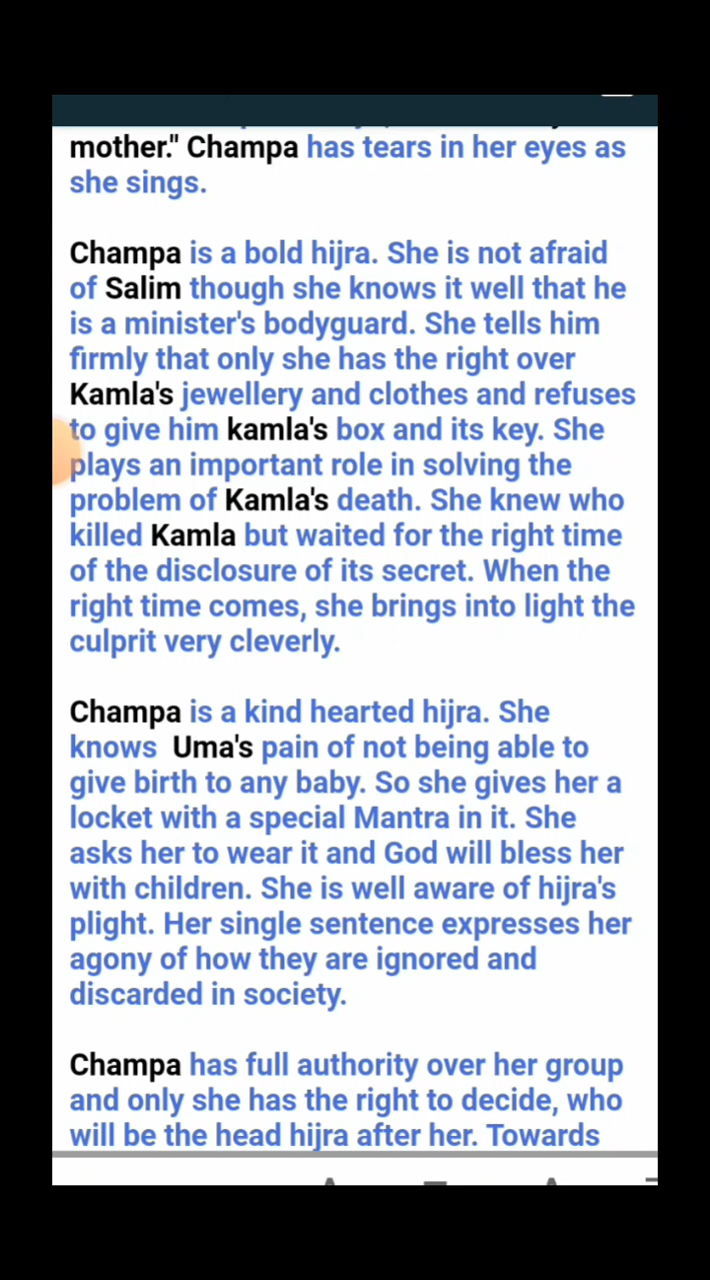 mother." Champa has tears in her eyes as
she sings.
Champa is a bold hijra. She is not afraid
of Salim though she knows it well that he
is a minister's bodyguard. She tells him
firmly that only she has the right over
Kamla's jewellery and clothes and refuses
to give him kamla's box and its key. She
plays an important role in solving the
problem of Kamla's death. She knew who
killed Kamla but waited for the right time
of the disclosure of its secret. When the
right time comes, she brings into light the
culprit very cleverly.
Champa is a kind hearted hijra. She
knows Uma's pain of not being able to
give birth to any baby. So she gives her a
locket with a special Mantra in it. She
asks her to wear it and God will bless her
with children. She is well aware of hijra's
plight. Her single sentence expresses her
agony of how they are ignored and
discarded in society.
Champa has full authority over her group
and only she has the right to decide, who
will be the head hijra after her. Towards